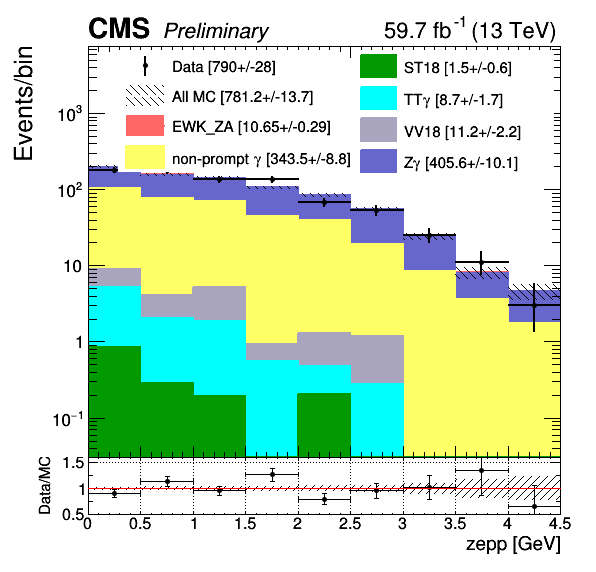 CMS Preliminary 59.7 fb⁻¹ (13 TeV)
Events/bin
Data [790+/-28]
All MC [781.2+/-13.7]
EWK_ZA [10.65+/-0.29]
non-prompt γ [343.5+/-8.8]
ST18 [1.5+/-0.6]
TTγ [8.7+/-1.7]
VV18 [11.2+/-2.2]
Zγ [405.6+/-10.1]
10³
10²
10
1
10⁻¹
Data/MC
1.5
1
0.5
0 0.5 1 1.5 2 2.5 3 3.5 4 4.5
zepp [GeV]